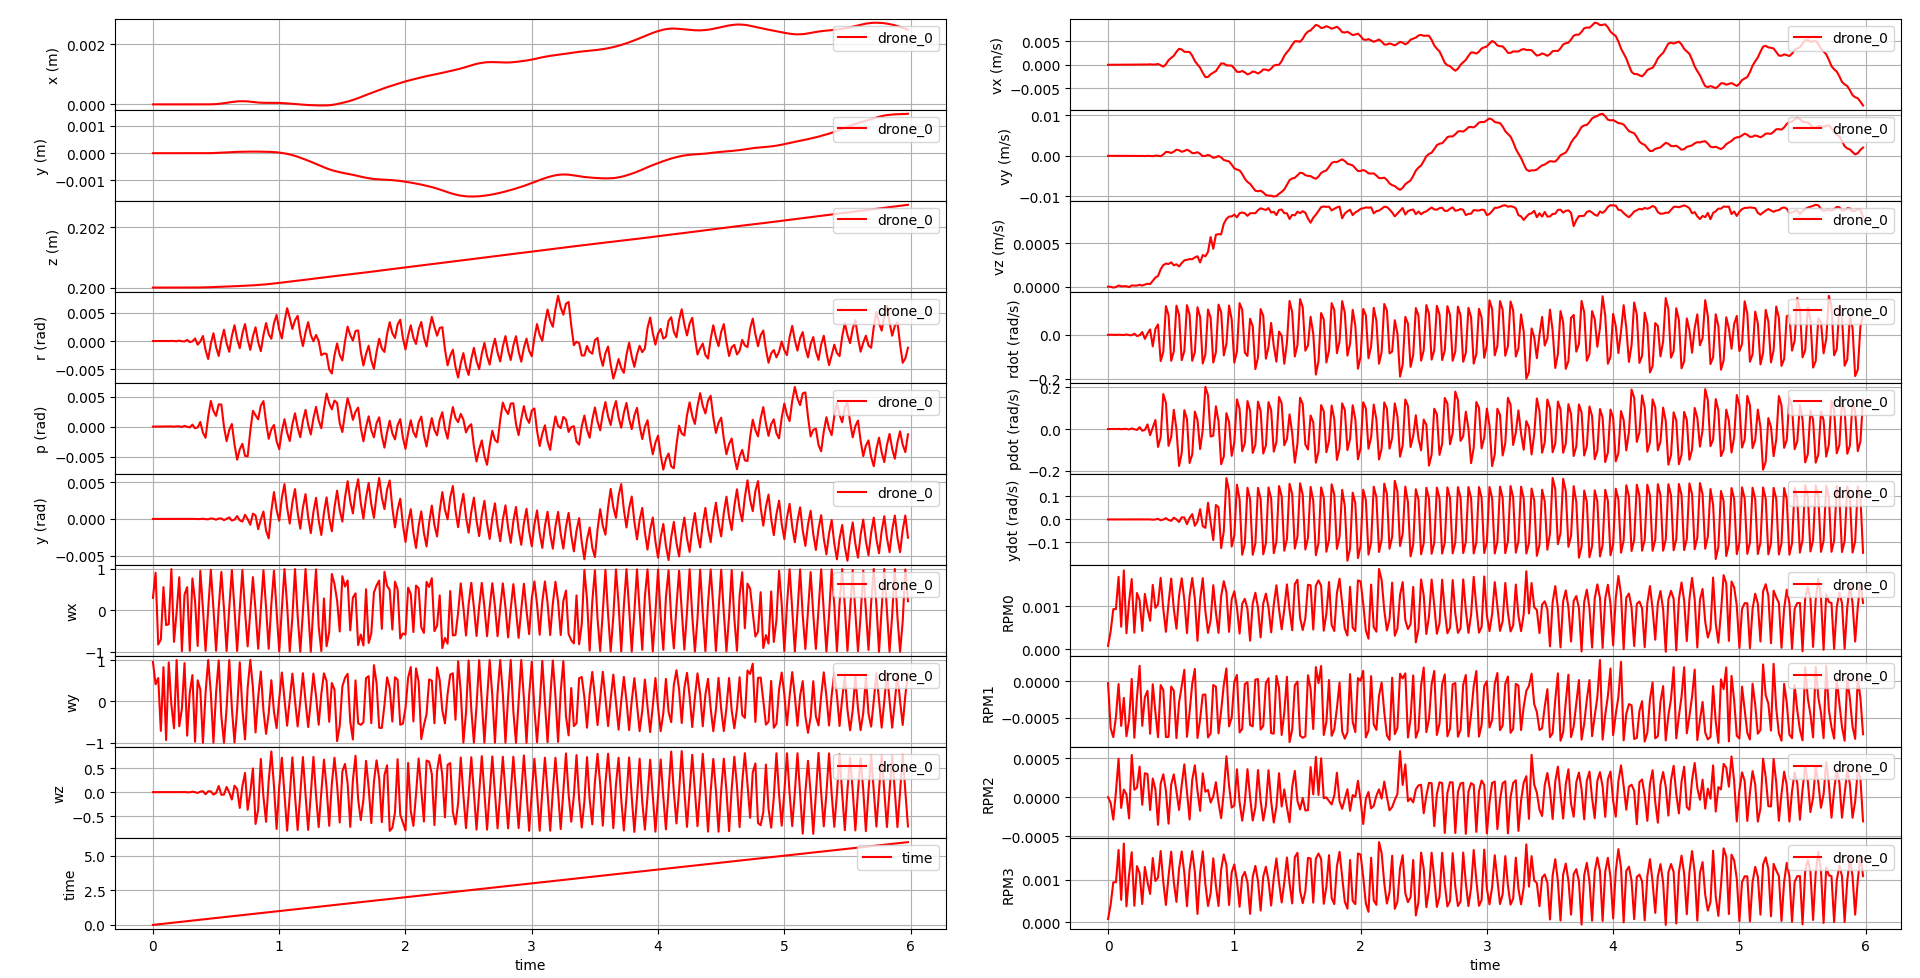 x (m)
0.002
0.000
drone_0
y (m)
0.001
0.000
−0.001
drone_0
z (m)
0.202
0.200
drone_0
r (rad)
0.005
0.000
−0.005
drone_0
p (rad)
0.005
0.000
−0.005
drone_0
y (rad)
0.005
0.000
−0.005
drone_0
wx
1
0
−1
drone_0
wy
1
0
−1
drone_0
wz
0.5
0.0
−0.5
drone_0
time
5.0
2.5
0.0
time
0 1 2 3 4 5 6
time
vx (m/s)
0.005
0.000
−0.005
drone_0
vy (m/s)
0.01
0.00
−0.01
drone_0
vz (m/s)
0.0005
0.0000
drone_0
rdot (rad/s)
0.0
−0.2
drone_0
pdot (rad/s)
0.2
0.0
−0.2
drone_0
ydot (rad/s)
0.1
0.0
−0.1
drone_0
RPM0
0.001
0.000
drone_0
RPM1
0.0000
−0.0005
drone_0
RPM2
0.0005
0.0000
−0.0005
drone_0
RPM3
0.001
0.000
drone_0
0 1 2 3 4 5 6
time